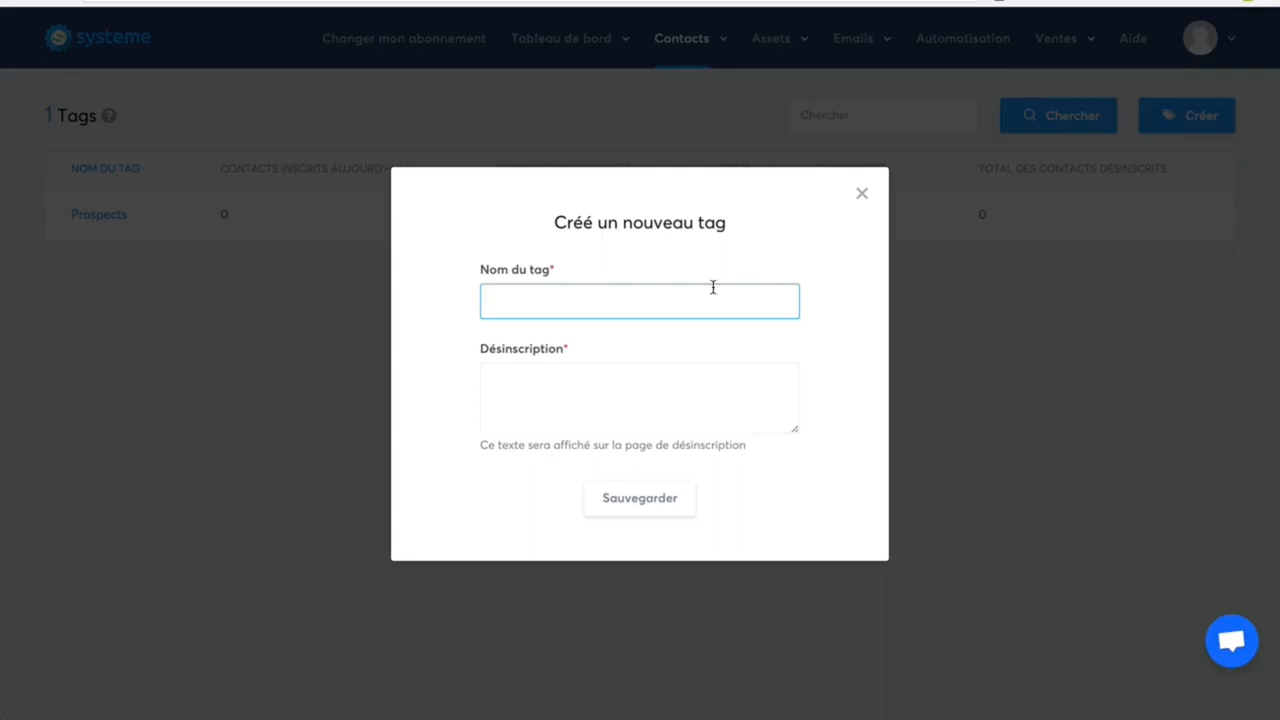 systeme
Changer mon abonnement Tableau de bord Contacts Assets Emails Automatisation Ventes Aide
1 Tags ?
Chercher
Chercher
Créer
NOM DU TAG CONTACTS INSCRITS AUJOURD'H TOTAL DES CONTACTS DÉSINSCRITS
Prospects 0 0
Créé un nouveau tag
Nom du tag*
Désinscription*
Ce texte sera affiché sur la page de désinscription
Sauvegarder